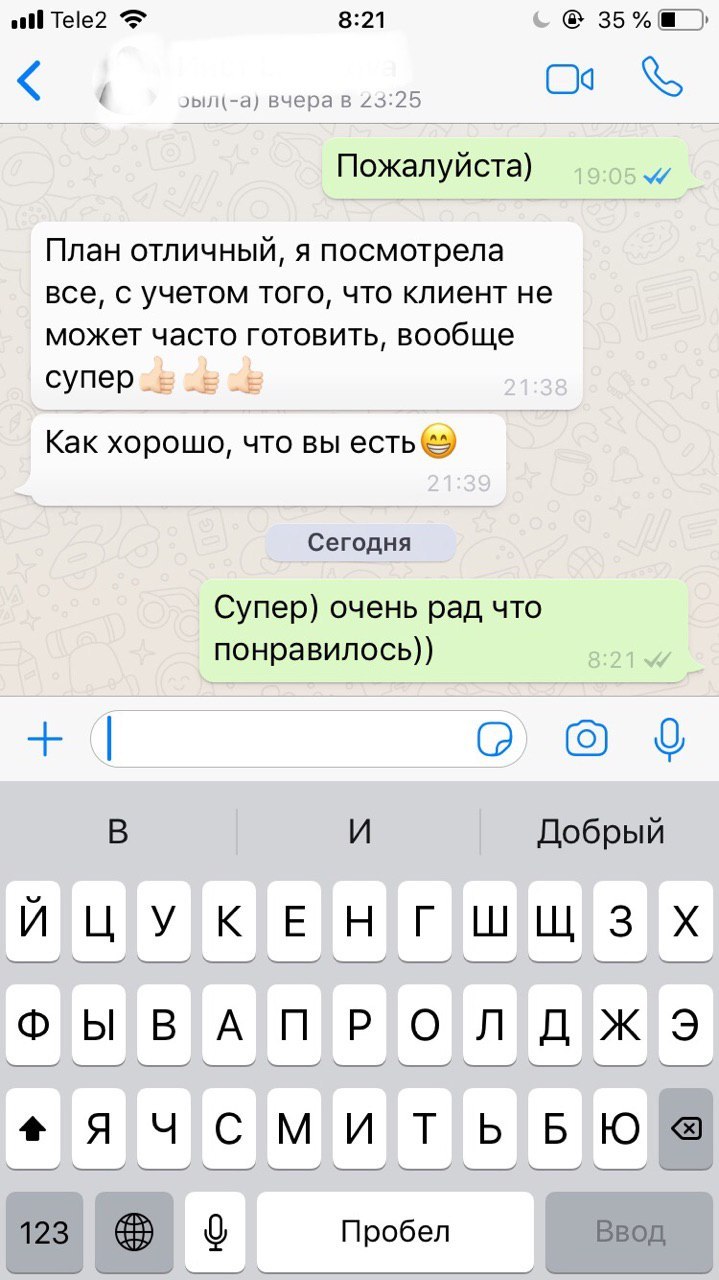 Tele2
8:21
35 %
был(-а) вчера в 23:25
Пожалуйста)
19:05
План отличный, я посмотрела
все, с учетом того, что клиент не
может часто готовить, вообще
супер👍🏻👍🏻👍🏻
21:38
Как хорошо, что вы есть😁
21:39
Сегодня
Супер) очень рад что
понравилось))
8:21
В И Добрый
Й Ц У К Е Н Г Ш Щ З Х
Ф Ы В А П Р О Л Д Ж Э
Я Ч С М И Т Ь Б Ю
123 Пробел Ввод